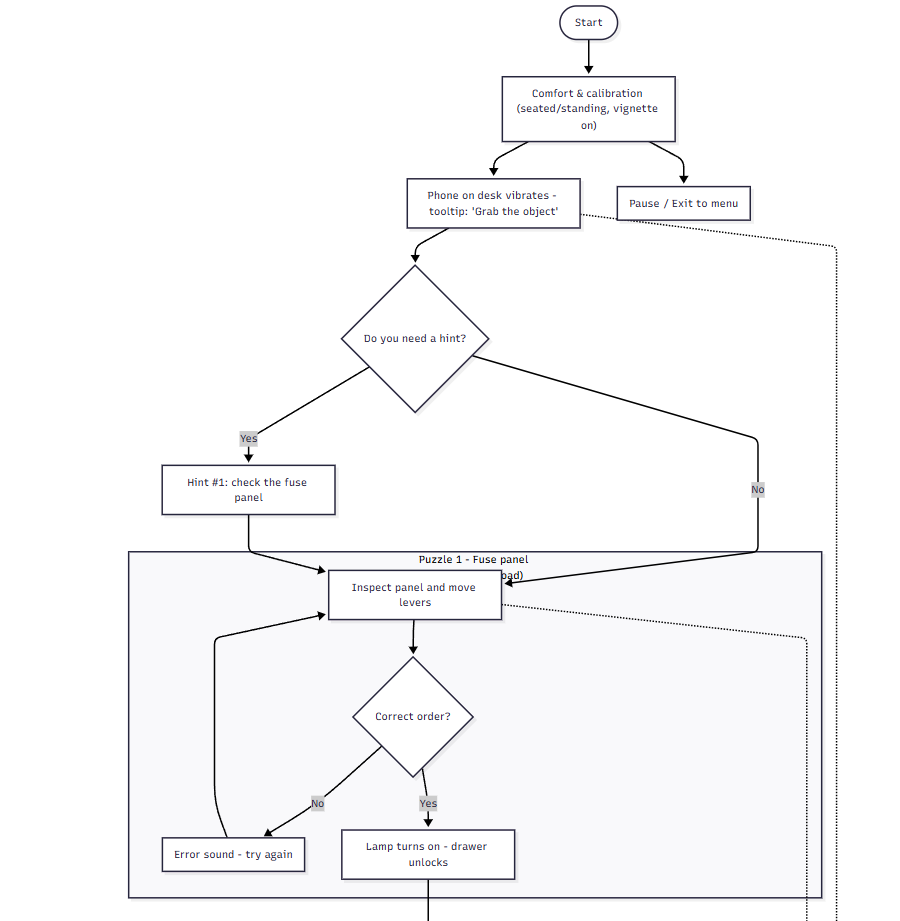 Start
Comfort & calibration
(seated/standing, vignette
on)
Phone on desk vibrates -
tooltip: 'Grab the object'
Pause / Exit to menu
Do you need a hint?
Yes
Hint #1: check the fuse
panel
No
Puzzle 1 - Fuse panel
Inspect panel and move
levers
Correct order?
No
Yes
Error sound - try again
Lamp turns on - drawer
unlocks